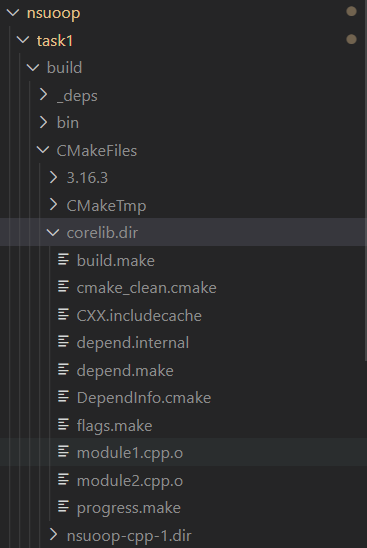 nsuoop
task1
build
_deps
bin
CMakeFiles
3.16.3
CMakeTmp
corelib.dir
build.make
cmake_clean.cmake
CXX.includecache
depend.internal
depend.make
DependInfo.cmake
flags.make
module1.cpp.o
module2.cpp.o
progress.make
nsuoop-cpp-1.dir